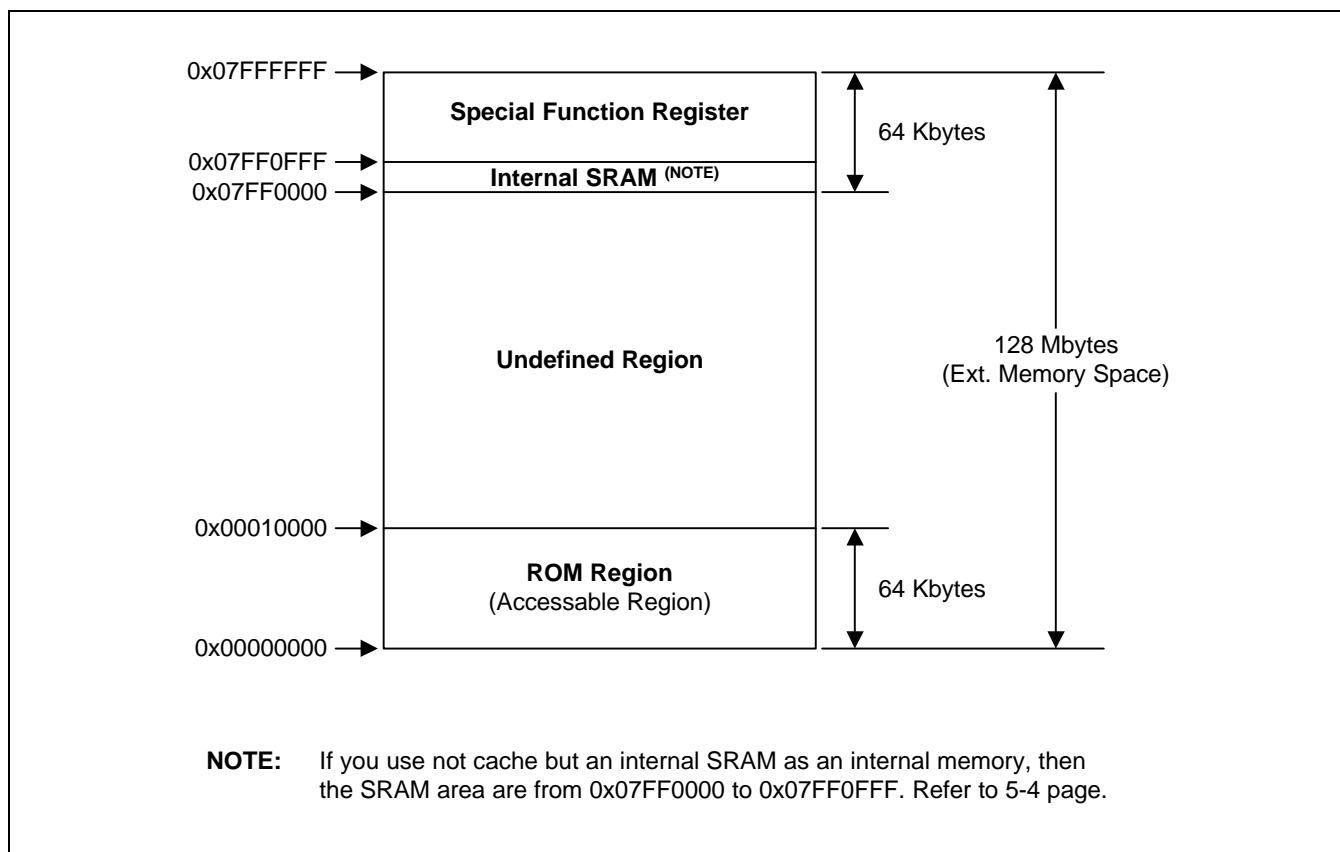 0x07FFFFFF
Special Function Register
64 Kbytes
0x07FF0FFF
Internal SRAM (NOTE)
0x07FF0000
Undefined Region
128 Mbytes
(Ext. Memory Space)
0x00010000
ROM Region
(Accessable Region)
64 Kbytes
0x00000000
NOTE: If you use not cache but an internal SRAM as an internal memory, then
the SRAM area are from 0x07FF0000 to 0x07FF0FFF. Refer to 5-4 page.